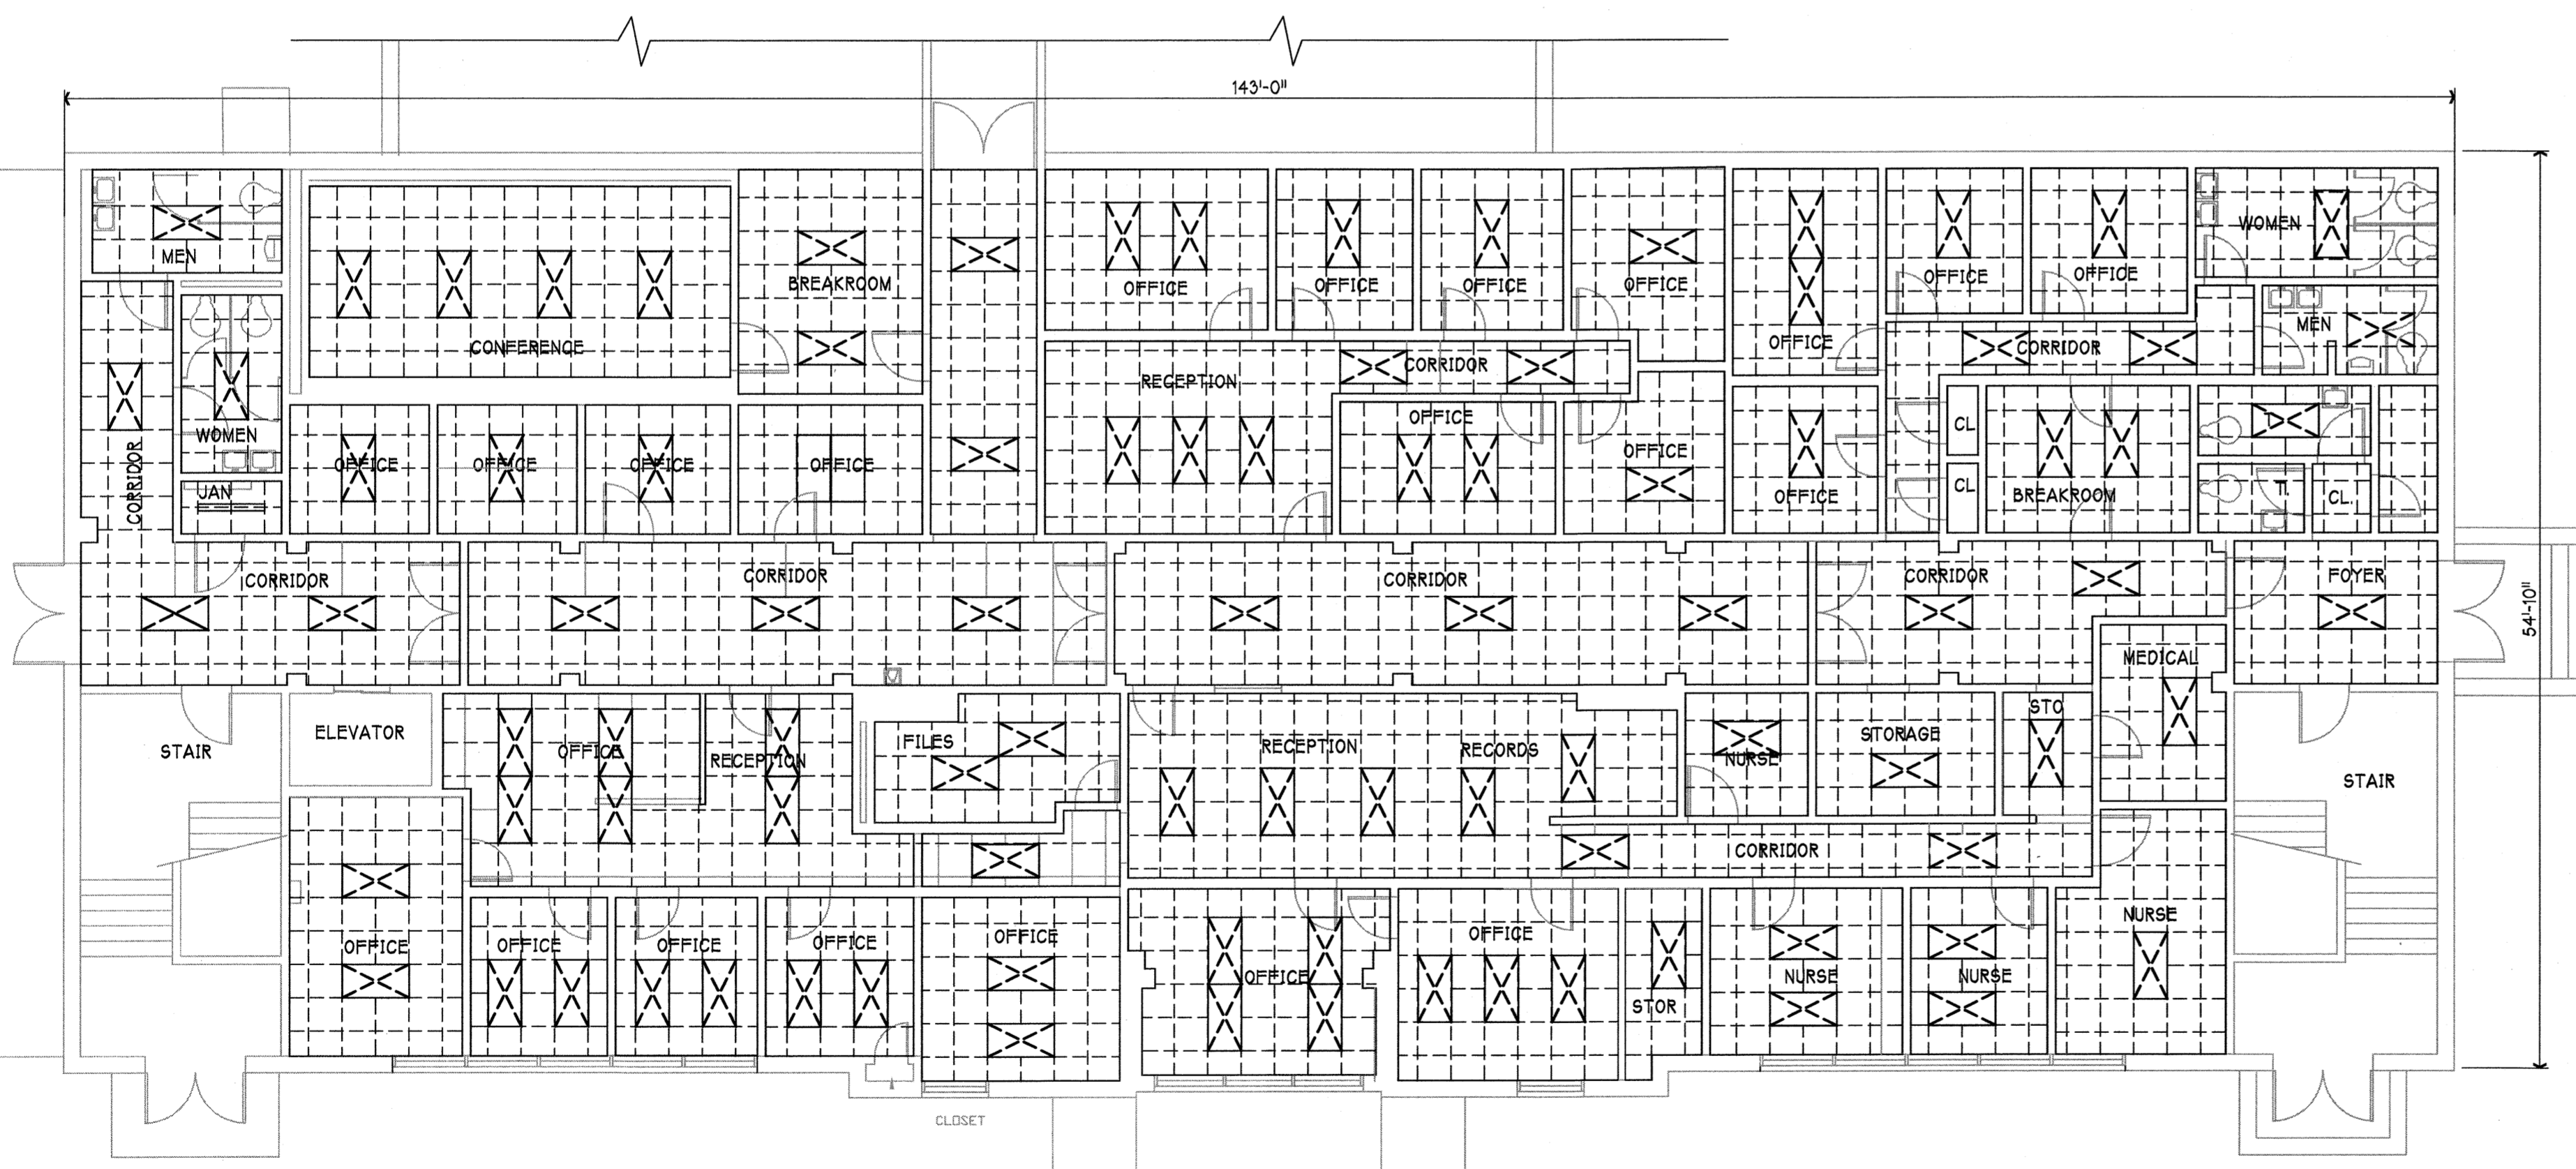 143'-0"
MEN
WOMEN
BREAKROOM
OFFICE
OFFICE
OFFICE
OFFICE
OFFICE
OFFICE
OFFICE
MEN
CONFERENCE
RECEPTION
CORRIDOR
CORRIDOR
CL
CL
WOMEN
OFFICE
OFFICE
OFFICE
OFFICE
OFFICE
OFFICE
OFFICE
BREAKROOM
CL
JAN
CORRIDOR
CORRIDOR
CORRIDOR
CORRIDOR
CORRIDOR
FOYER
54'-10"
MEDICAL
STAIR
ELEVATOR
OFFICE
RECEPTION
FILES
RECEPTION
RECORDS
NURSE
STORAGE
STO
STAIR
CORRIDOR
OFFICE
OFFICE
OFFICE
OFFICE
OFFICE
OFFICE
OFFICE
STOR
NURSE
NURSE
NURSE
CLOSET